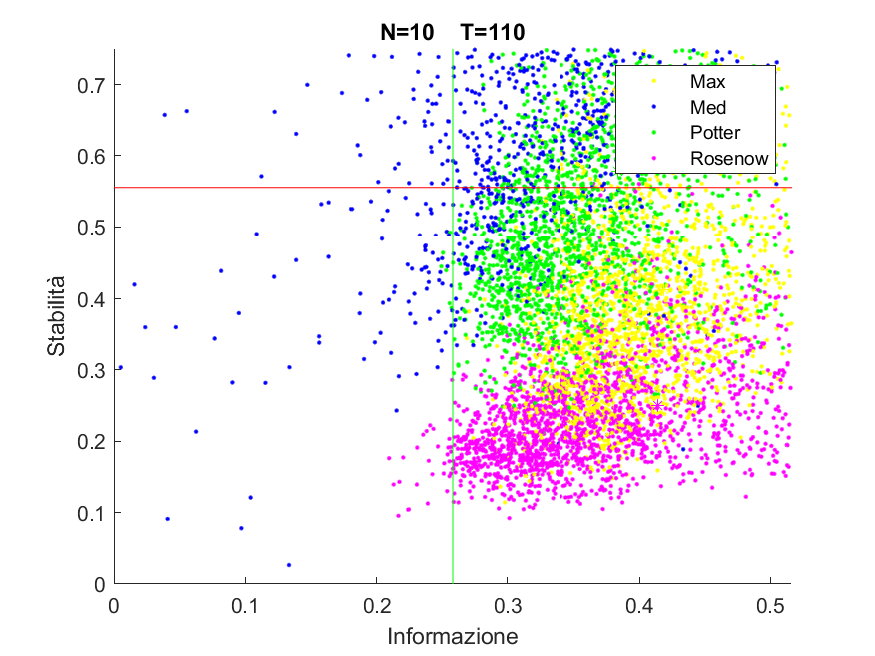 N=10 T=110
Stabilità
0.7
0.6
0.5
0.4
0.3
0.2
0.1
0
Max
Med
Potter
Rosenow
0 0.1 0.2 0.3 0.4 0.5
Informazione